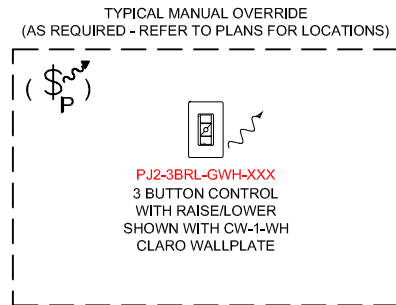 TYPICAL MANUAL OVERRIDE
(AS REQUIRED - REFER TO PLANS FOR LOCATIONS)
( $ )
P
PJ2-3BRL-GWH-XXX
3 BUTTON CONTROL
WITH RAISE/LOWER
SHOWN WITH CW-1-WH
CLARO WALLPLATE